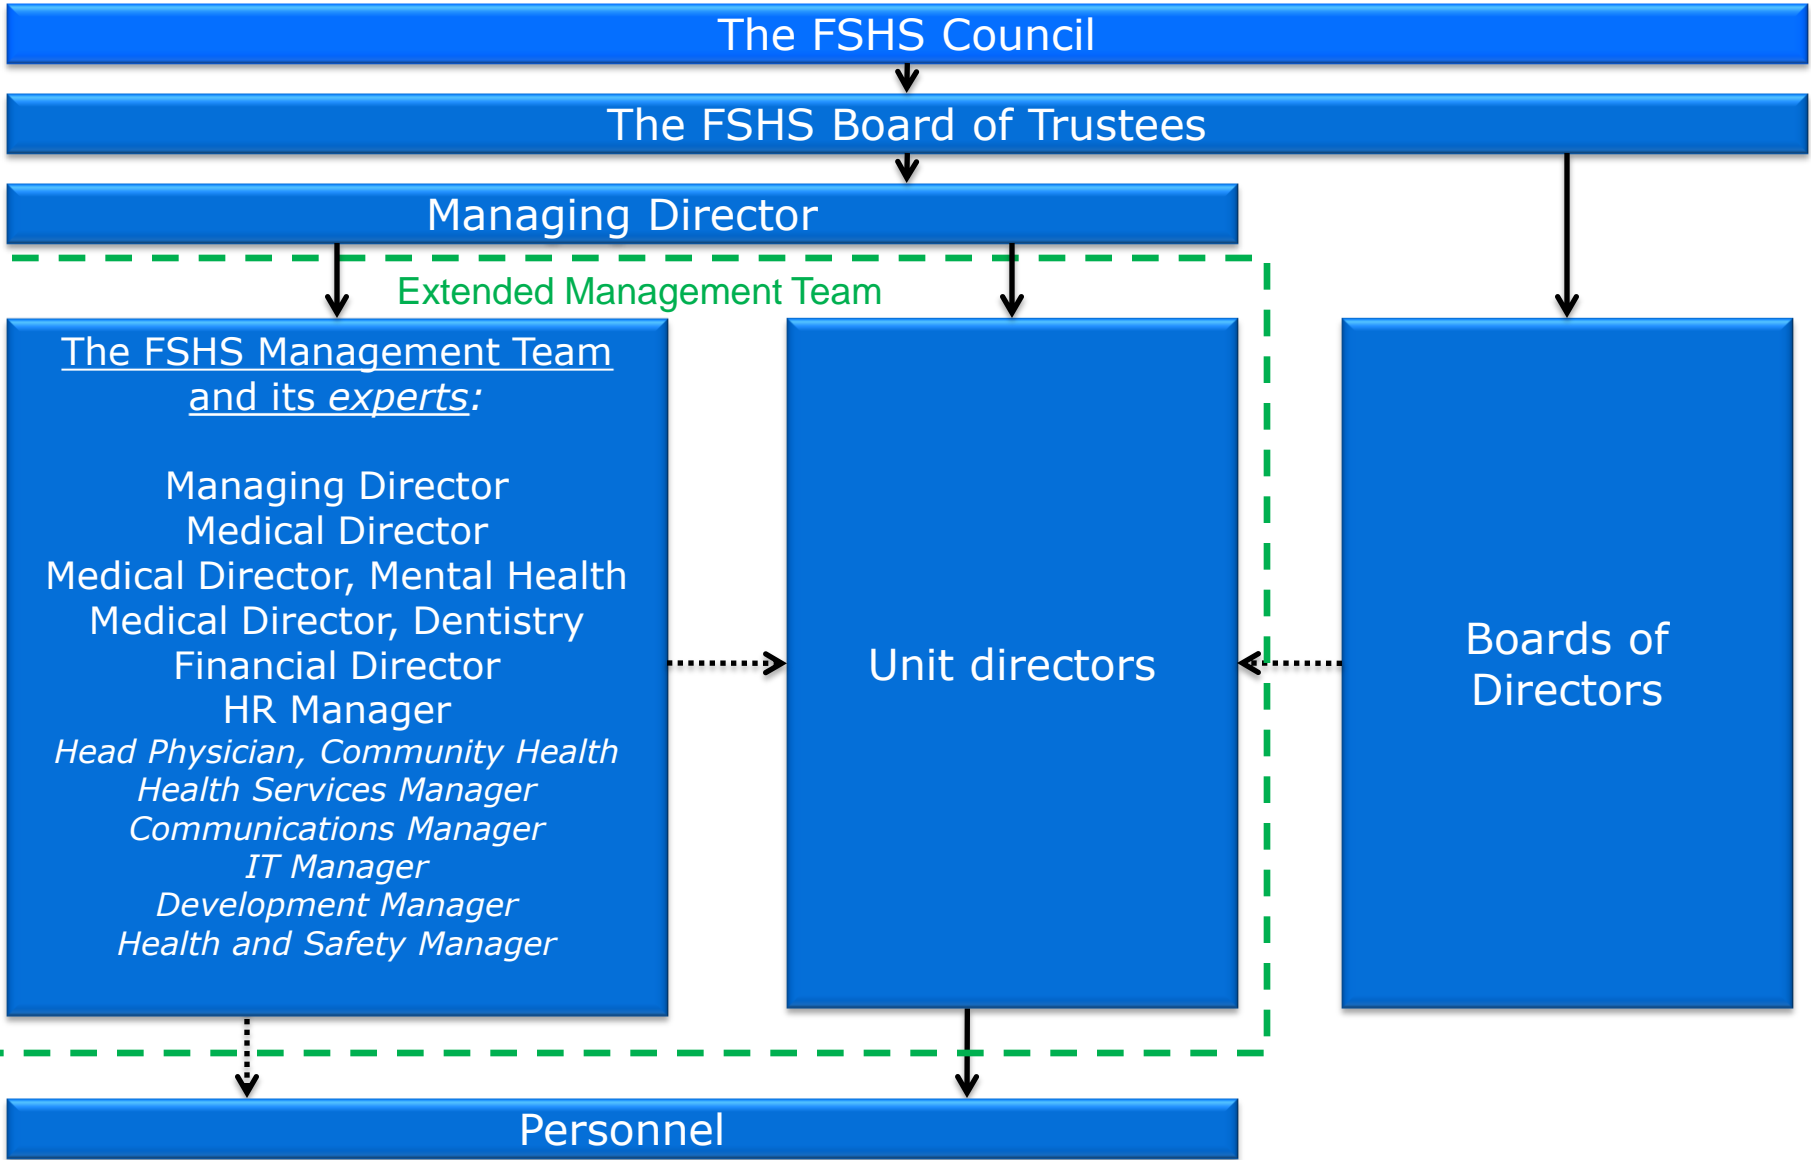 The FSHS Council
The FSHS Board of Trustees
Managing Director
Extended Management Team
The FSHS Management Team
and its experts:
Managing Director
Medical Director
Medical Director, Mental Health
Medical Director, Dentistry
Financial Director
HR Manager
Head Physician, Community Health
Health Services Manager
Communications Manager
IT Manager
Development Manager
Health and Safety Manager
Unit directors
Boards of
Directors
Personnel